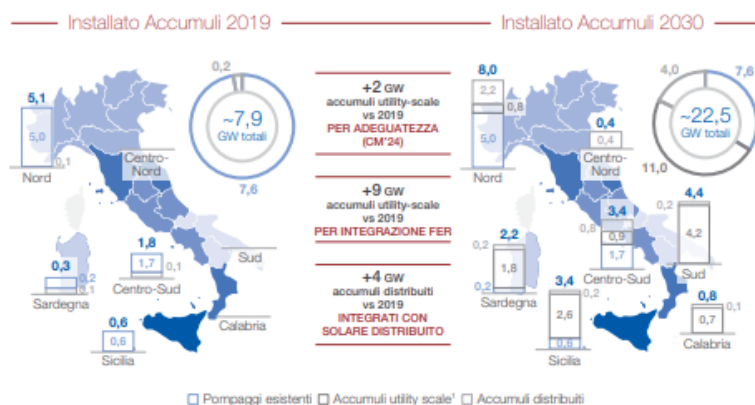 Installato Accumuli 2019
0,2
5,1
5,0
0,1
Nord
~7,9
GW totali
7,6
Centro-
Nord
1,8
1,7
0,1
Centro-Sud
0,3
0,2
0,1
Sardegna
Sud
Calabria
0,6
0,6
Sicilia
+2 GW
accumuli utility-scale
vs 2019
PER ADEGUATEZZA
(CM'24)
+9 GW
accumuli utility-scale
vs 2019
PER INTEGRAZIONE FER
+4 GW
accumuli distribuiti
vs 2019
INTEGRATI CON
SOLARE DISTRIBUITO
Installato Accumuli 2030
8,0
2,2
0,8
5,0
Nord
4,0
7,6
~22,5
GW totali
11,0
0,4
0,4
Centro-
Nord
3,4
0,8
0,9
1,7
Centro-Sud
4,4
0,2
4,2
Sud
2,2
0,2
1,8
0,2
Sardegna
3,4
0,2
2,6
0,6
Sicilia
0,8
0,1
0,7
Calabria
Pompaggi esistenti
Accumuli utility scale¹
Accumuli distribuiti